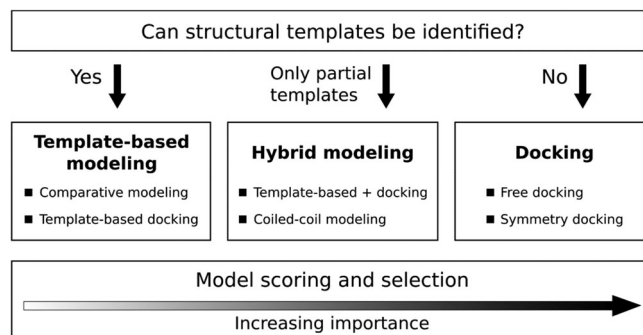 Can structural templates be identified?
Yes
Only partial
templates
No
Template-based
modeling
■ Comparative modeling
■ Template-based docking
Hybrid modeling
■ Template-based + docking
■ Coiled-coil modeling
Docking
■ Free docking
■ Symmetry docking
Model scoring and selection
Increasing importance